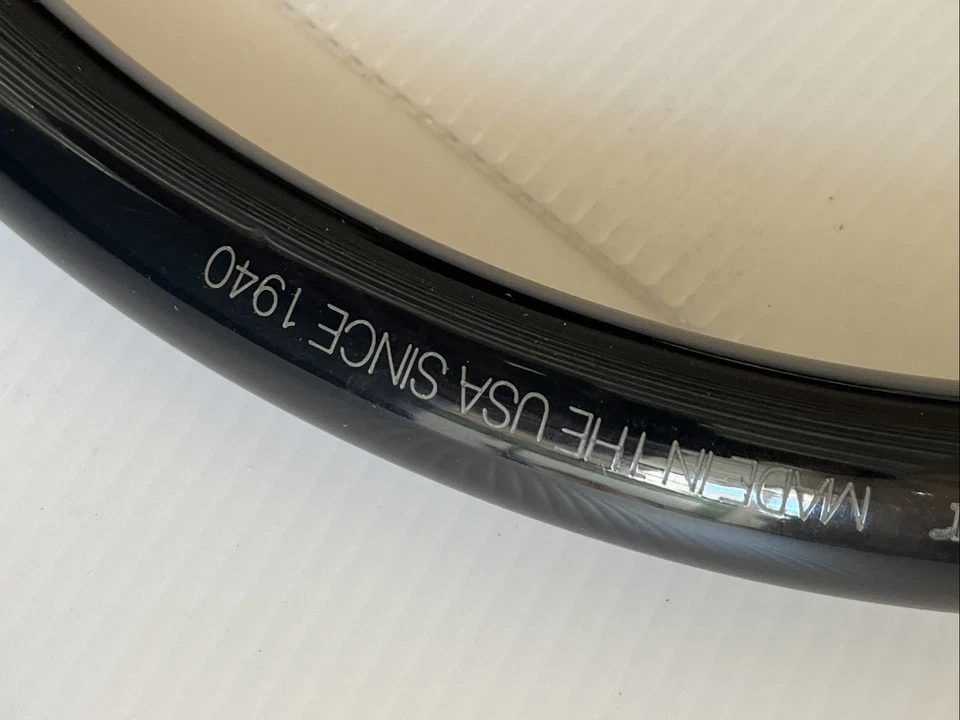 MADE IN THE USA SINCE 1940